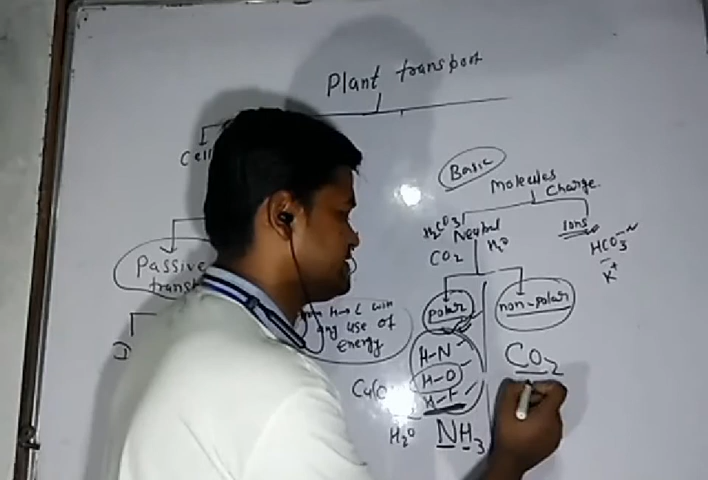 Plant transport
Cell
Basic
Molecules
Charge
H₂CO₃
Neutral
CO₂
H₂O
Ions
HCO₃⁻
K⁺
Passive
trans
polar
non-polar
H→L
use of
Energy
H-N
H-O
H-F
H₂O
NH₃
CO₂